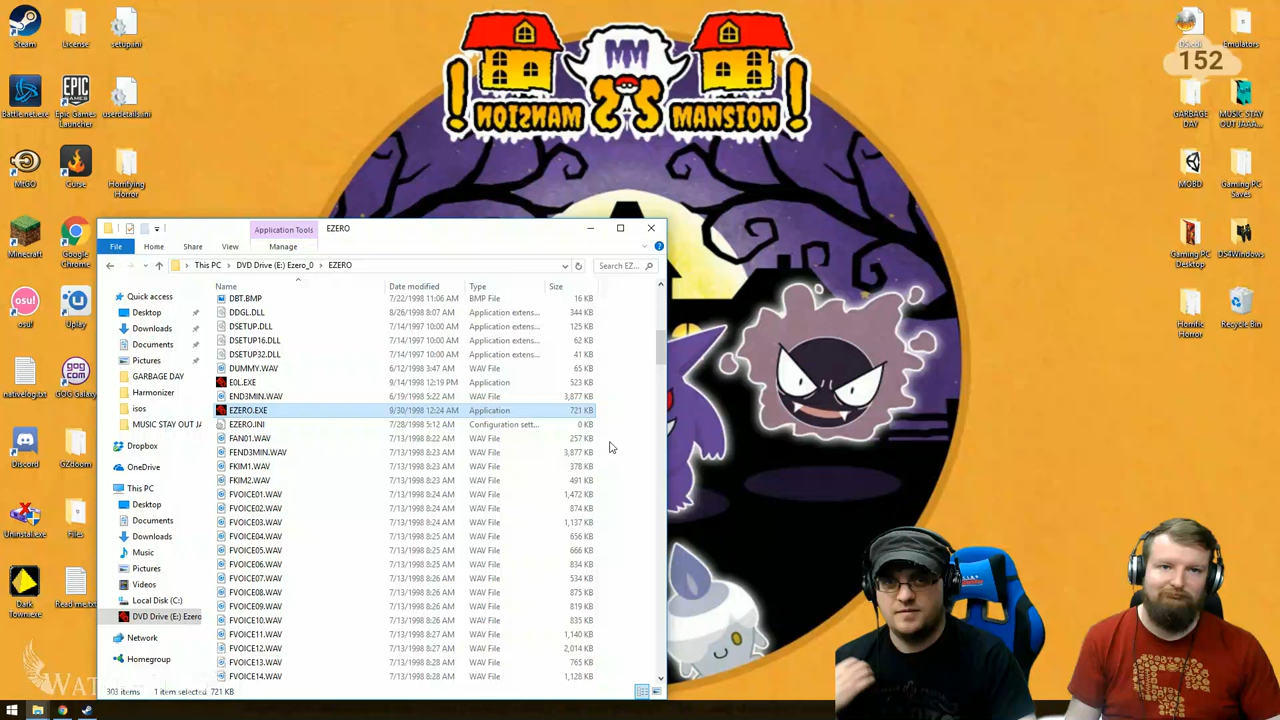 Steam
License
setup.ini
Battle.net.exe
Epic Games
Launcher
userdetails.ini
MtGO
Curse
Horrifying
Horror
Minecraft
Google
Chrome
osu!
Uplay
nativelog.txt
GOG Galaxy
Discord
GZdoom
Uninstall.exe
Files
Dark
Town.exe
Read me.txt
! NOIZNAM MM 2S MANSION !
DS.cdi
Emulators
152
GARBAGE
DAY
MUSIC STAY
OUT JAAA...
MOBD
Gaming PC
Saves
Gaming PC
Desktop
DS4Windows
Horrific
Horror
Recycle Bin
Application Tools
EZERO
File
Home
Share
View
Manage
This PC
DVD Drive (E:) Ezero_0
EZERO
Search EZ...
Quick access
Desktop
Downloads
Documents
Pictures
GARBAGE DAY
Harmonizer
isos
MUSIC STAY OUT JA
Dropbox
OneDrive
This PC
Desktop
Documents
Downloads
Music
Pictures
Videos
Local Disk (C:)
DVD Drive (E:) Ezero
Network
Homegroup
Name Date modified Type Size
DBT.BMP 7/22/1998 11:06 AM BMP File 16 KB
DDGL.DLL 8/26/1998 8:07 AM Application extens... 344 KB
DSETUP.DLL 7/14/1997 10:00 AM Application extens... 125 KB
DSETUP16.DLL 7/14/1997 10:00 AM Application extens... 62 KB
DSETUP32.DLL 7/14/1997 10:00 AM Application extens... 41 KB
DUMMY.WAV 6/12/1998 3:47 AM WAV File 65 KB
E0L.EXE 9/14/1998 12:19 PM Application 523 KB
END3MIN.WAV 6/19/1998 5:22 AM WAV File 3,877 KB
EZERO.EXE 9/30/1998 12:24 AM Application 721 KB
EZERO.INI 7/28/1998 5:12 AM Configuration sett... 0 KB
FAN01.WAV 7/13/1998 8:22 AM WAV File 257 KB
FEND3MIN.WAV 7/13/1998 8:23 AM WAV File 3,877 KB
FKIM1.WAV 7/13/1998 8:23 AM WAV File 378 KB
FKIM2.WAV 7/13/1998 8:23 AM WAV File 491 KB
FVOICE01.WAV 7/13/1998 8:24 AM WAV File 1,472 KB
FVOICE02.WAV 7/13/1998 8:24 AM WAV File 874 KB
FVOICE03.WAV 7/13/1998 8:24 AM WAV File 1,137 KB
FVOICE04.WAV 7/13/1998 8:25 AM WAV File 656 KB
FVOICE05.WAV 7/13/1998 8:25 AM WAV File 666 KB
FVOICE06.WAV 7/13/1998 8:25 AM WAV File 834 KB
FVOICE07.WAV 7/13/1998 8:26 AM WAV File 534 KB
FVOICE08.WAV 7/13/1998 8:26 AM WAV File 875 KB
FVOICE09.WAV 7/13/1998 8:26 AM WAV File 819 KB
FVOICE10.WAV 7/13/1998 8:26 AM WAV File 835 KB
FVOICE11.WAV 7/13/1998 8:27 AM WAV File 1,140 KB
FVOICE12.WAV 7/13/1998 8:27 AM WAV File 2,014 KB
FVOICE13.WAV 7/13/1998 8:28 AM WAV File 765 KB
FVOICE14.WAV 7/13/1998 8:28 AM WAV File 1,128 KB
303 items 1 item selected 721 KB